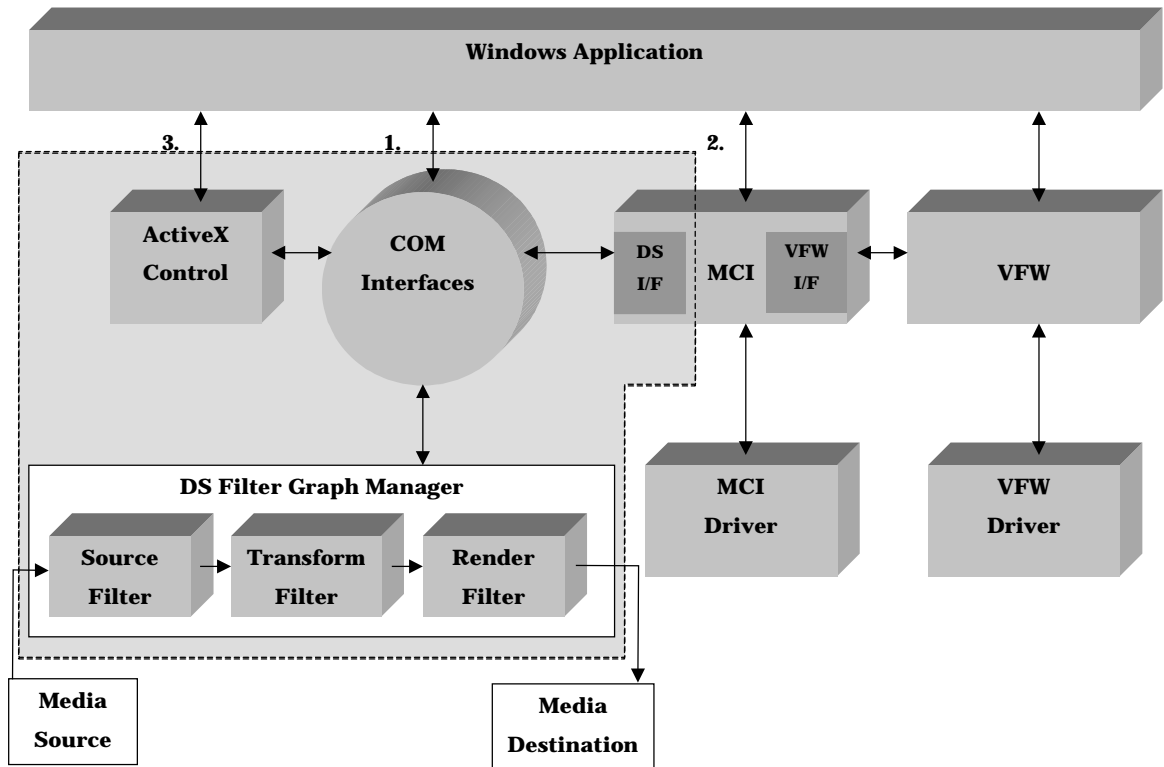 Windows Application
3.
1.
2.
ActiveX
Control
COM
Interfaces
DS
I/F
MCI
VFW
I/F
VFW
DS Filter Graph Manager
Source
Filter
Transform
Filter
Render
Filter
MCI
Driver
VFW
Driver
Media
Source
Media
Destination